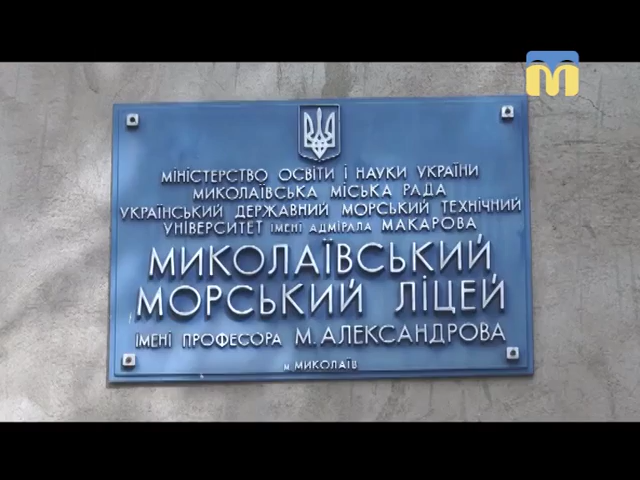 М
МІНІСТЕРСТВО ОСВІТИ І НАУКИ УКРАЇНИ
МИКОЛАЇВСЬКА МІСЬКА РАДА
УКРАЇНСЬКИЙ ДЕРЖАВНИЙ МОРСЬКИЙ ТЕХНІЧНИЙ
УНІВЕРСИТЕТ ІМЕНІ АДМІРАЛА МАКАРОВА
МИКОЛАЇВСЬКИЙ
МОРСЬКИЙ ЛІЦЕЙ
ІМЕНІ ПРОФЕСОРА М. АЛЕКСАНДРОВА
м. МИКОЛАЇВ